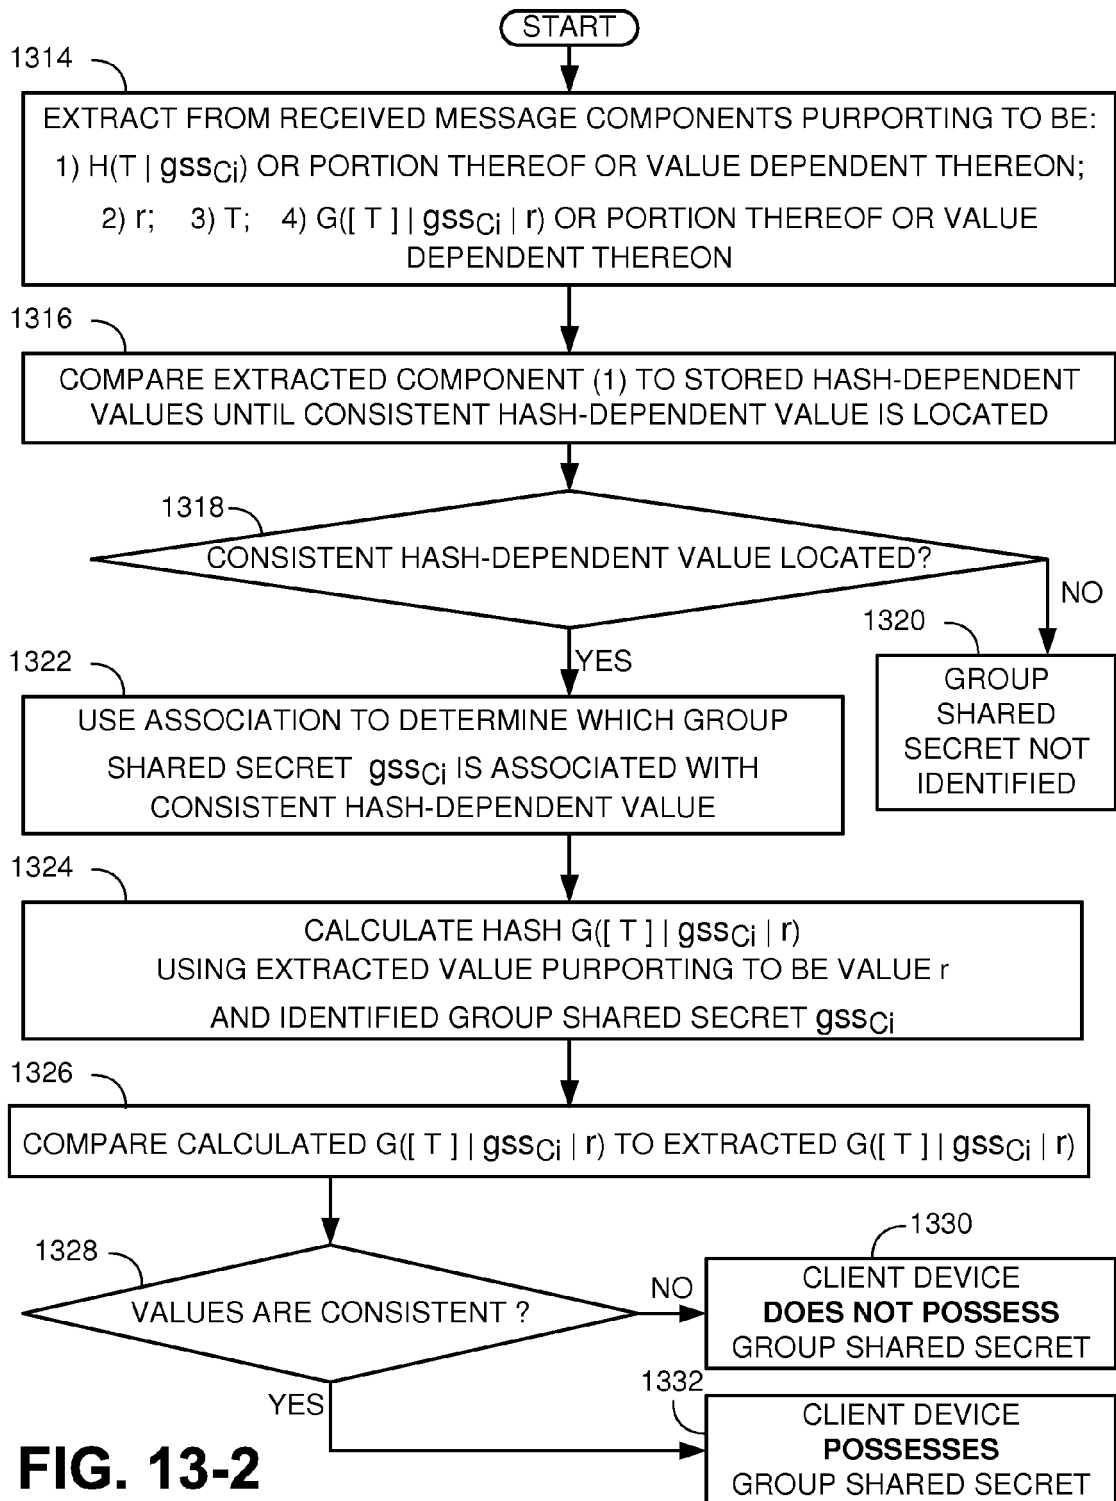 START
1314
EXTRACT FROM RECEIVED MESSAGE COMPONENTS PURPORTING TO BE:
1) H(T | gssCi) OR PORTION THEREOF OR VALUE DEPENDENT THEREON;
2) r; 3) T; 4) G([ T ] | gssCi | r) OR PORTION THEREOF OR VALUE
DEPENDENT THEREON
1316
COMPARE EXTRACTED COMPONENT (1) TO STORED HASH-DEPENDENT
VALUES UNTIL CONSISTENT HASH-DEPENDENT VALUE IS LOCATED
1318
CONSISTENT HASH-DEPENDENT VALUE LOCATED?
NO
1320
GROUP
SHARED
SECRET NOT
IDENTIFIED
YES
1322
USE ASSOCIATION TO DETERMINE WHICH GROUP
SHARED SECRET gssCi IS ASSOCIATED WITH
CONSISTENT HASH-DEPENDENT VALUE
1324
CALCULATE HASH G([ T ] | gssCi | r)
USING EXTRACTED VALUE PURPORTING TO BE VALUE r
AND IDENTIFIED GROUP SHARED SECRET gssCi
1326
COMPARE CALCULATED G([ T ] | gssCi | r) TO EXTRACTED G([ T ] | gssCi | r)
1328
VALUES ARE CONSISTENT ?
NO
1330
CLIENT DEVICE
DOES NOT POSSESS
GROUP SHARED SECRET
YES
1332
CLIENT DEVICE
POSSESSES
GROUP SHARED SECRET
FIG. 13-2